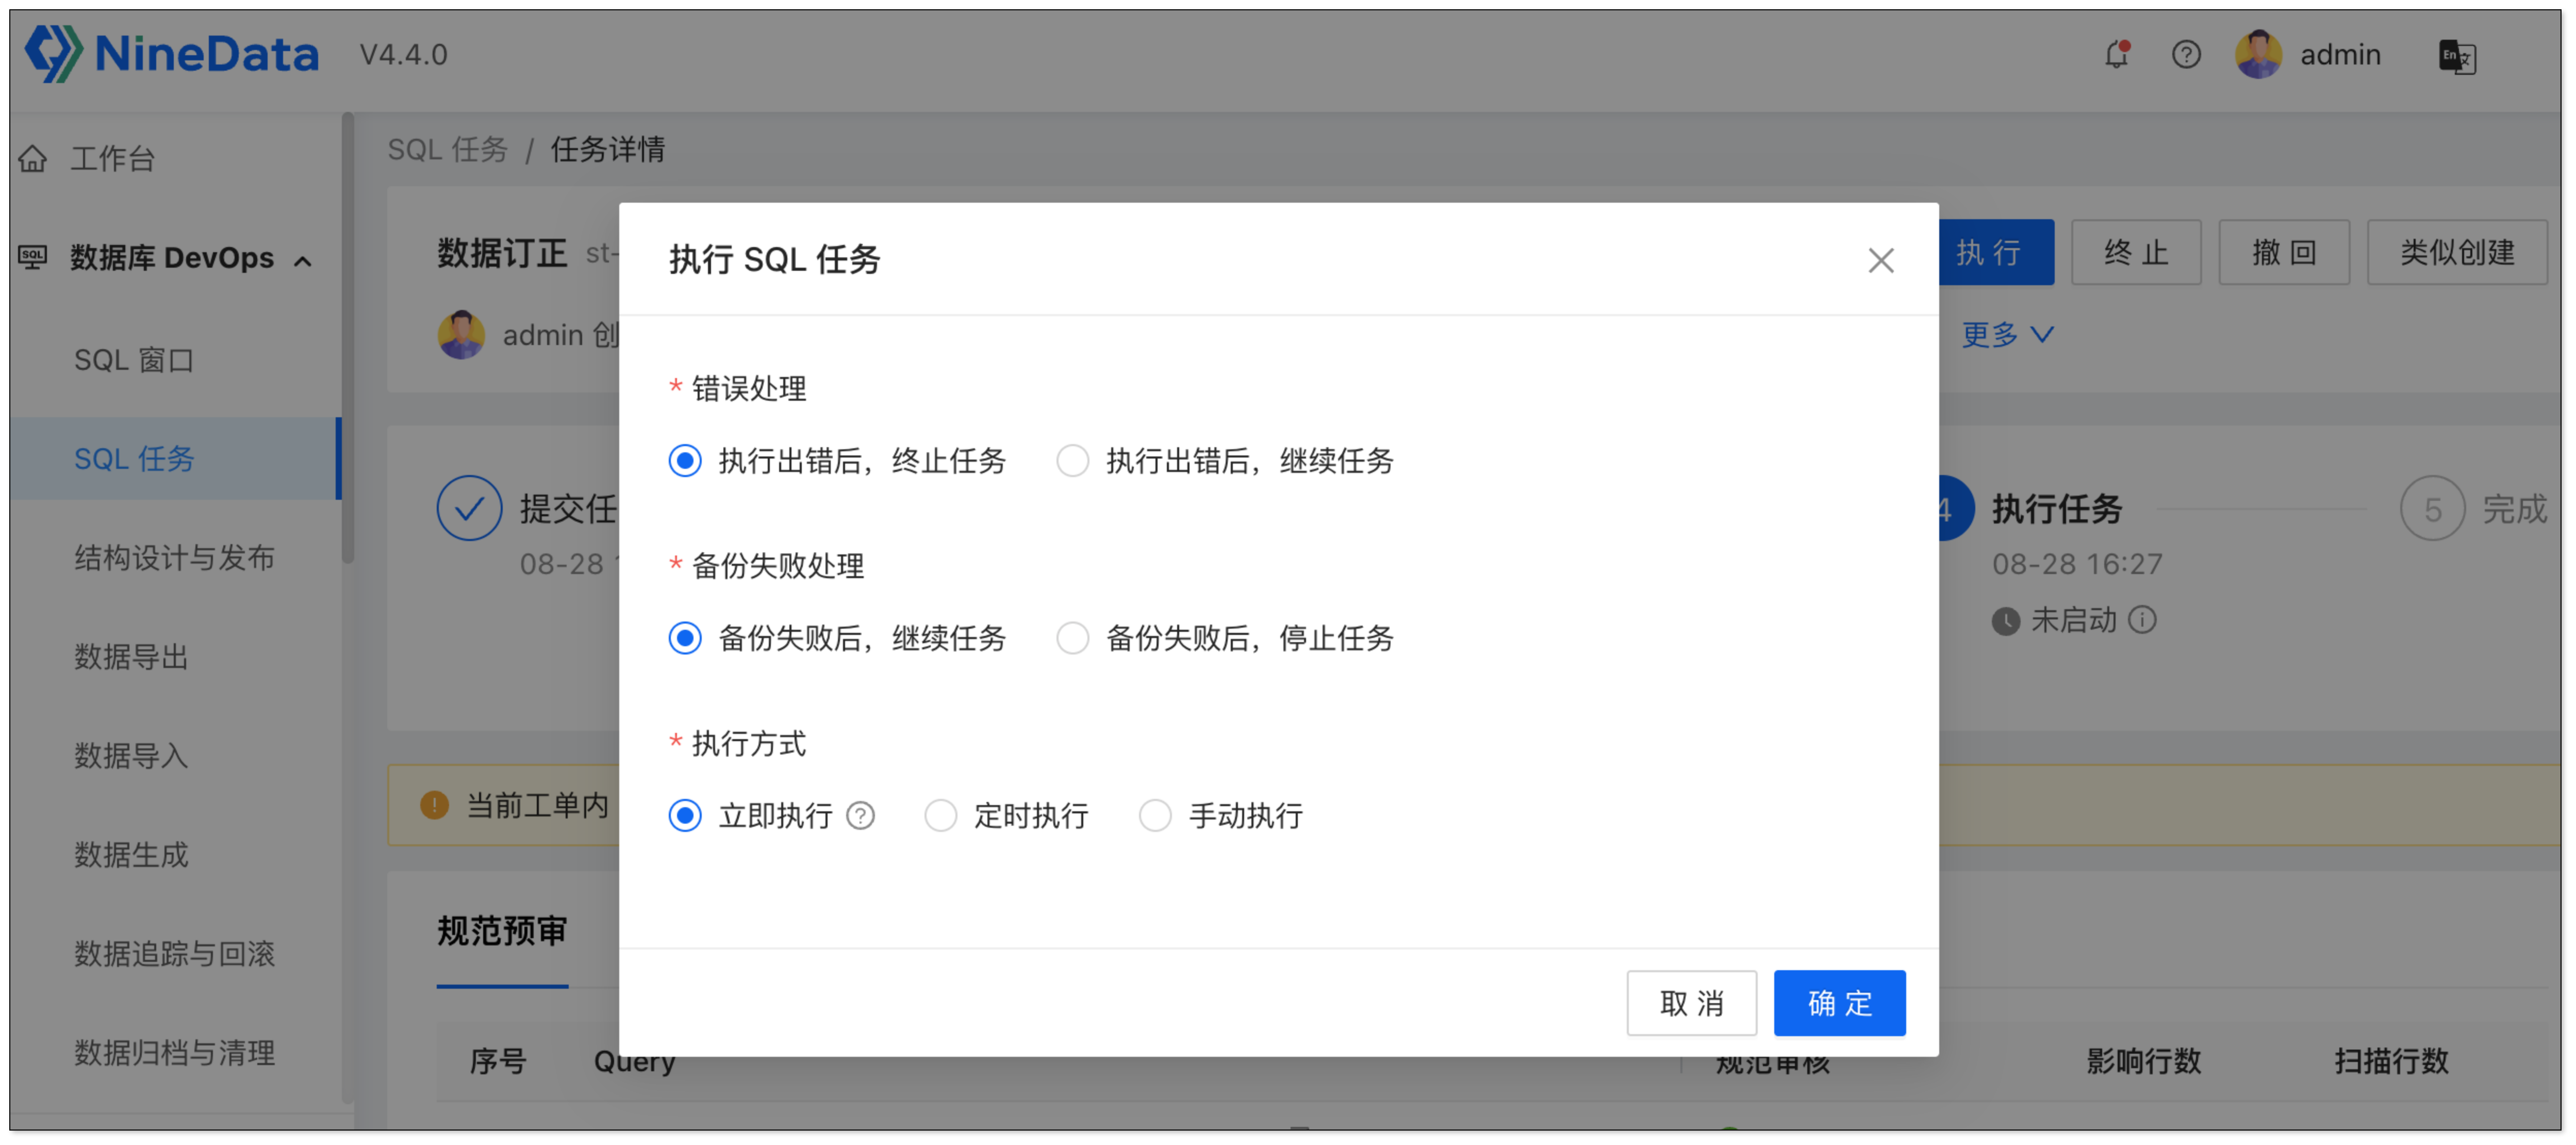 NineData V4.4.0 admin En 文
工作台
数据库 DevOps
SQL 窗口
SQL 任务
结构设计与发布
数据导出
数据导入
数据生成
数据追踪与回滚
数据归档与清理
SQL 任务 / 任务详情
数据订正 st-
执行 终止 撤回 类似创建
admin 创
更多
提交任
08-28
4 执行任务
08-28 16:27
未启动
5 完成
当前工单内
规范预审
序号 Query 规范审核 影响行数 扫描行数
执行 SQL 任务
* 错误处理
执行出错后，终止任务 执行出错后，继续任务
* 备份失败处理
备份失败后，继续任务 备份失败后，停止任务
* 执行方式
立即执行 ? 定时执行 手动执行
取消 确定